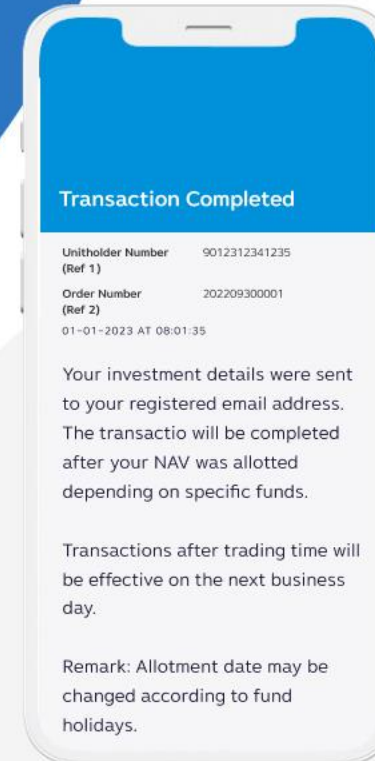 Transaction Completed
Unitholder Number 9012312341235
(Ref 1)
Order Number 202209300001
(Ref 2)
01-01-2023 AT 08:01:35
Your investment details were sent
to your registered email address.
The transactio will be completed
after your NAV was allotted
depending on specific funds.
Transactions after trading time will
be effective on the next business
day.
Remark: Allotment date may be
changed according to fund
holidays.